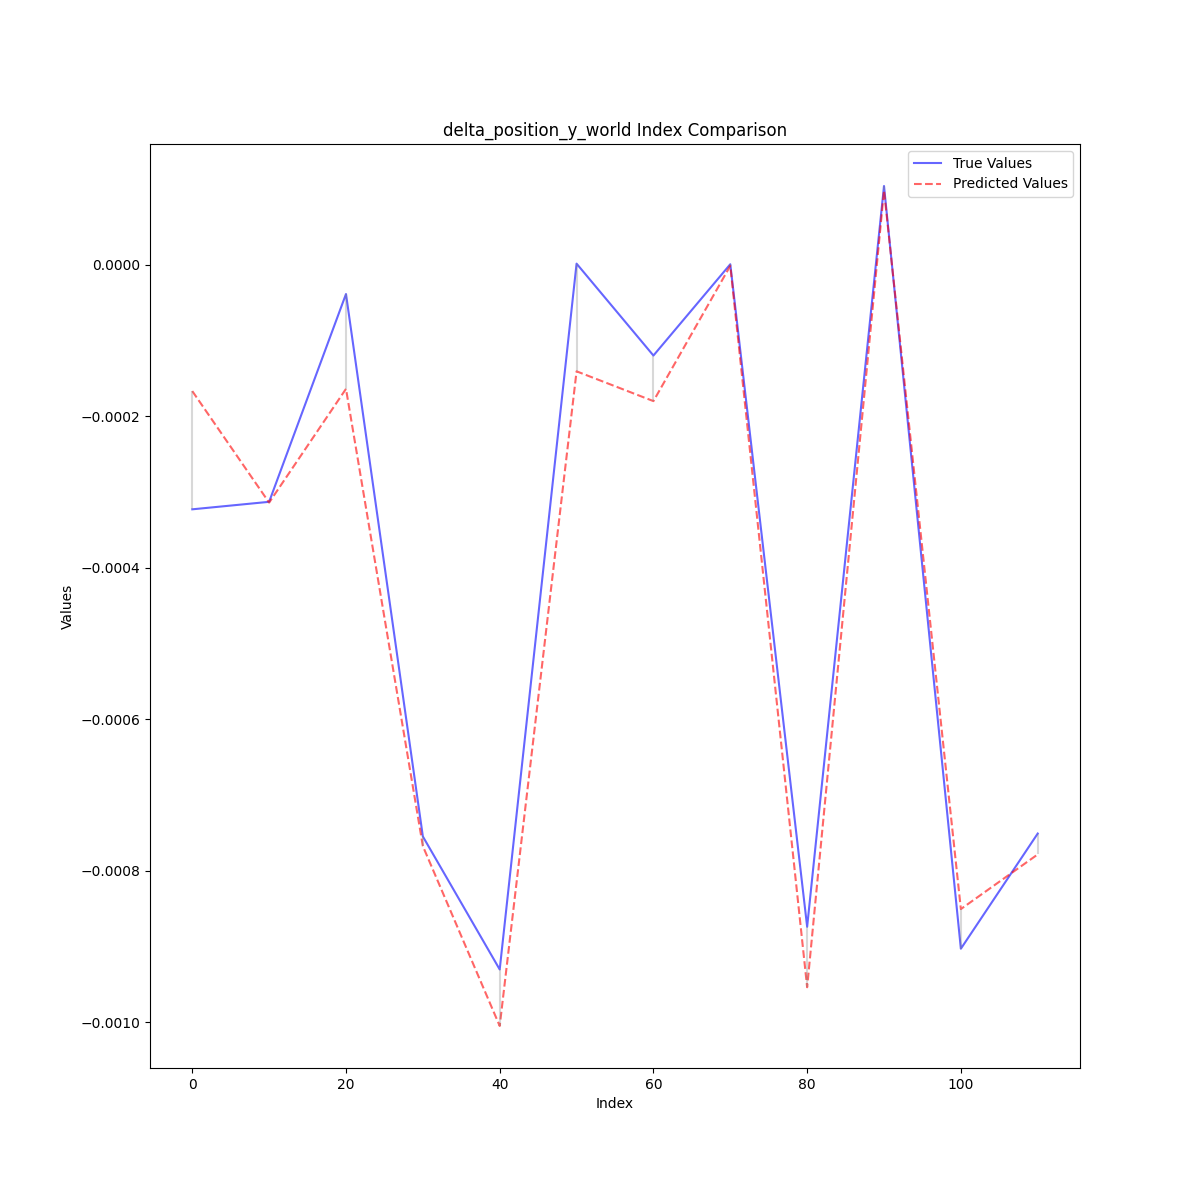 delta_position_y_world Index Comparison
True Values
Predicted Values
0.0000
−0.0002
−0.0004
−0.0006
−0.0008
−0.0010
Values
0 20 40 60 80 100
Index